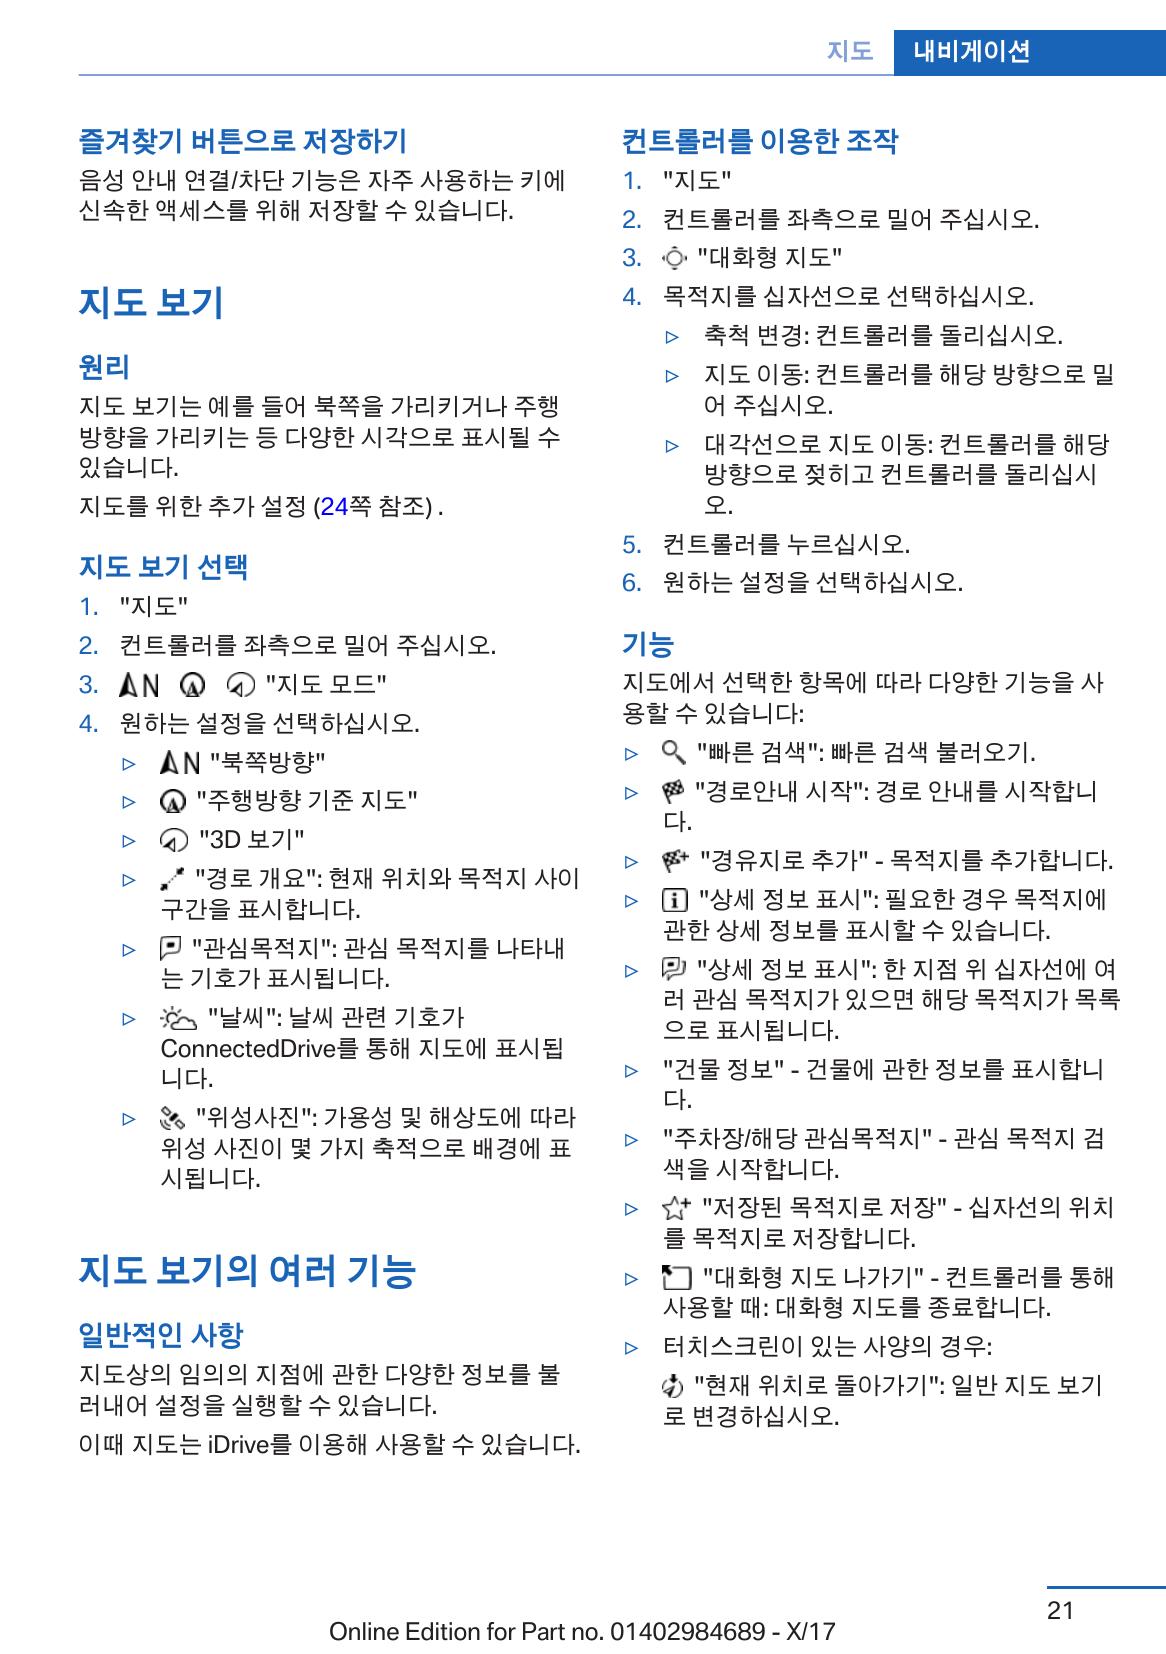 지도 내비게이션
즐겨찾기 버튼으로 저장하기
음성 안내 연결/차단 기능은 자주 사용하는 키에
신속한 액세스를 위해 저장할 수 있습니다.
지도 보기
원리
지도 보기는 예를 들어 북쪽을 가리키거나 주행
방향을 가리키는 등 다양한 시각으로 표시될 수
있습니다.
지도를 위한 추가 설정 (24쪽 참조) .
지도 보기 선택
1. "지도"
2. 컨트롤러를 좌측으로 밀어 주십시오.
3. N "지도 모드"
4. 원하는 설정을 선택하십시오.
▷ N "북쪽방향"
▷ "주행방향 기준 지도"
▷ "3D 보기"
▷ "경로 개요": 현재 위치와 목적지 사이
구간을 표시합니다.
▷ "관심목적지": 관심 목적지를 나타내
는 기호가 표시됩니다.
▷ "날씨": 날씨 관련 기호가
ConnectedDrive를 통해 지도에 표시됩
니다.
▷ "위성사진": 가용성 및 해상도에 따라
위성 사진이 몇 가지 축적으로 배경에 표
시됩니다.
지도 보기의 여러 기능
일반적인 사항
지도상의 임의의 지점에 관한 다양한 정보를 불
러내어 설정을 실행할 수 있습니다.
이때 지도는 iDrive를 이용해 사용할 수 있습니다.
컨트롤러를 이용한 조작
1. "지도"
2. 컨트롤러를 좌측으로 밀어 주십시오.
3. "대화형 지도"
4. 목적지를 십자선으로 선택하십시오.
▷ 축척 변경: 컨트롤러를 돌리십시오.
▷ 지도 이동: 컨트롤러를 해당 방향으로 밀
어 주십시오.
▷ 대각선으로 지도 이동: 컨트롤러를 해당
방향으로 젖히고 컨트롤러를 돌리십시
오.
5. 컨트롤러를 누르십시오.
6. 원하는 설정을 선택하십시오.
기능
지도에서 선택한 항목에 따라 다양한 기능을 사
용할 수 있습니다:
▷ "빠른 검색": 빠른 검색 불러오기.
▷ "경로안내 시작": 경로 안내를 시작합니
다.
▷ "경유지로 추가" - 목적지를 추가합니다.
▷ "상세 정보 표시": 필요한 경우 목적지에
관한 상세 정보를 표시할 수 있습니다.
▷ "상세 정보 표시": 한 지점 위 십자선에 여
러 관심 목적지가 있으면 해당 목적지가 목록
으로 표시됩니다.
▷ "건물 정보" - 건물에 관한 정보를 표시합니
다.
▷ "주차장/해당 관심목적지" - 관심 목적지 검
색을 시작합니다.
▷ "저장된 목적지로 저장" - 십자선의 위치
를 목적지로 저장합니다.
▷ "대화형 지도 나가기" - 컨트롤러를 통해
사용할 때: 대화형 지도를 종료합니다.
▷ 터치스크린이 있는 사양의 경우:
"현재 위치로 돌아가기": 일반 지도 보기
로 변경하십시오.
21
Online Edition for Part no. 01402984689 - X/17